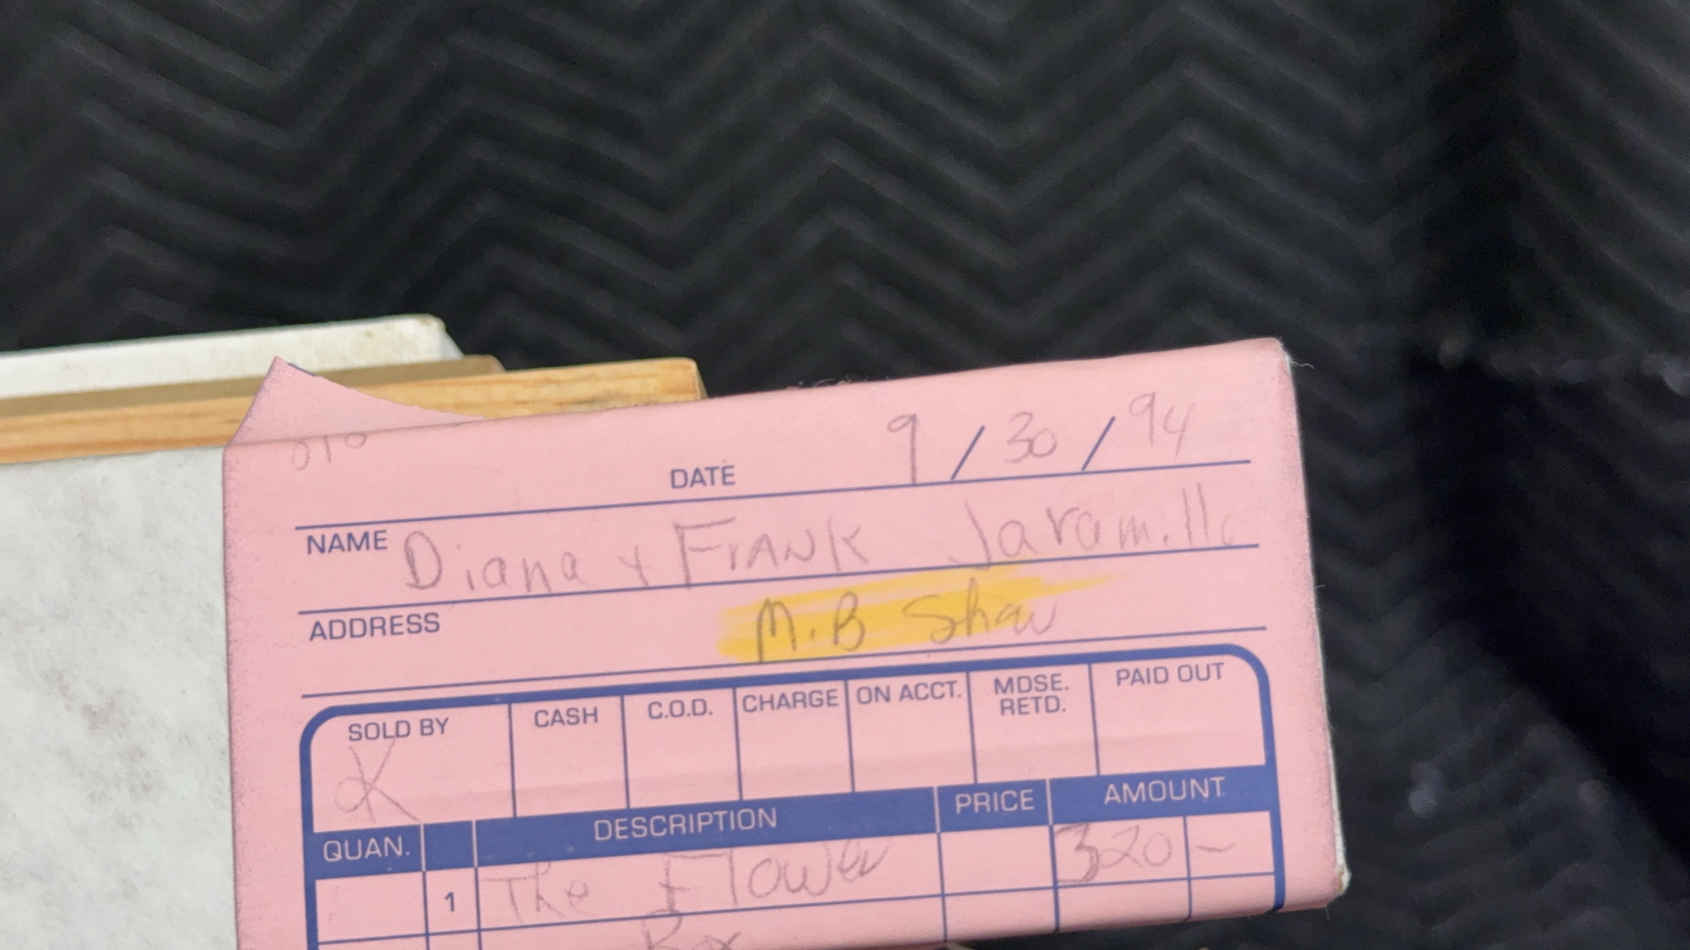 DATE 9/30/94
NAME Diana + FRANK Jaramillo
ADDRESS M.B Shaw
SOLD BY CASH C.O.D. CHARGE ON ACCT. MDSE. RETD. PAID OUT
K
QUAN. DESCRIPTION PRICE AMOUNT
1 The Flower 320 –